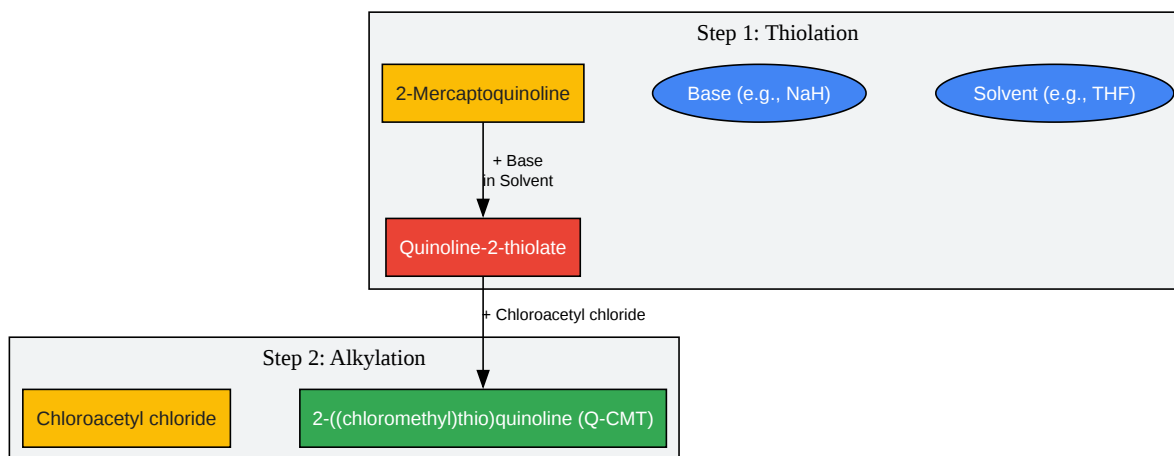 Step 1: Thiolation
2-Mercaptoquinoline
Base (e.g., NaH)
Solvent (e.g., THF)
+ Base
in Solvent
Quinoline-2-thiolate
+ Chloroacetyl chloride
Step 2: Alkylation
Chloroacetyl chloride
2-((chloromethyl)thio)quinoline (Q-CMT)